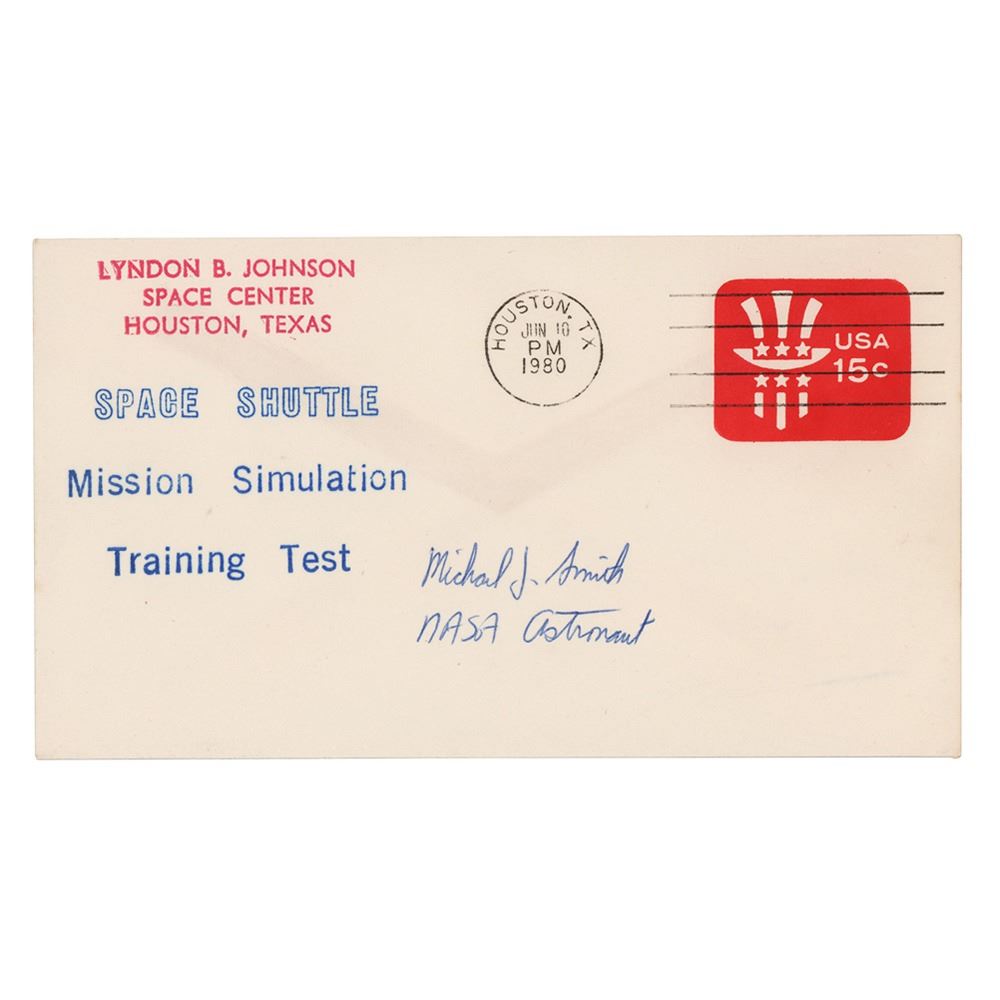 LYNDON B. JOHNSON
SPACE CENTER
HOUSTON, TEXAS
SPACE SHUTTLE
Mission Simulation
Training Test
HOUSTON, TX
JUN 10
PM
1980
USA
15c
Michael J. Smith
NASA Astronaut